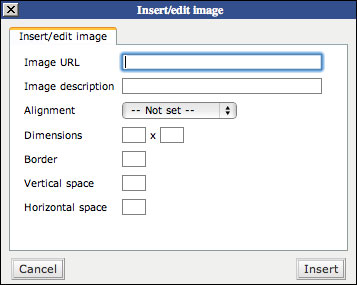 Insert/edit image
Insert/edit image
Image URL
Image description
Alignment -- Not set --
Dimensions x
Border
Vertical space
Horizontal space
Cancel Insert